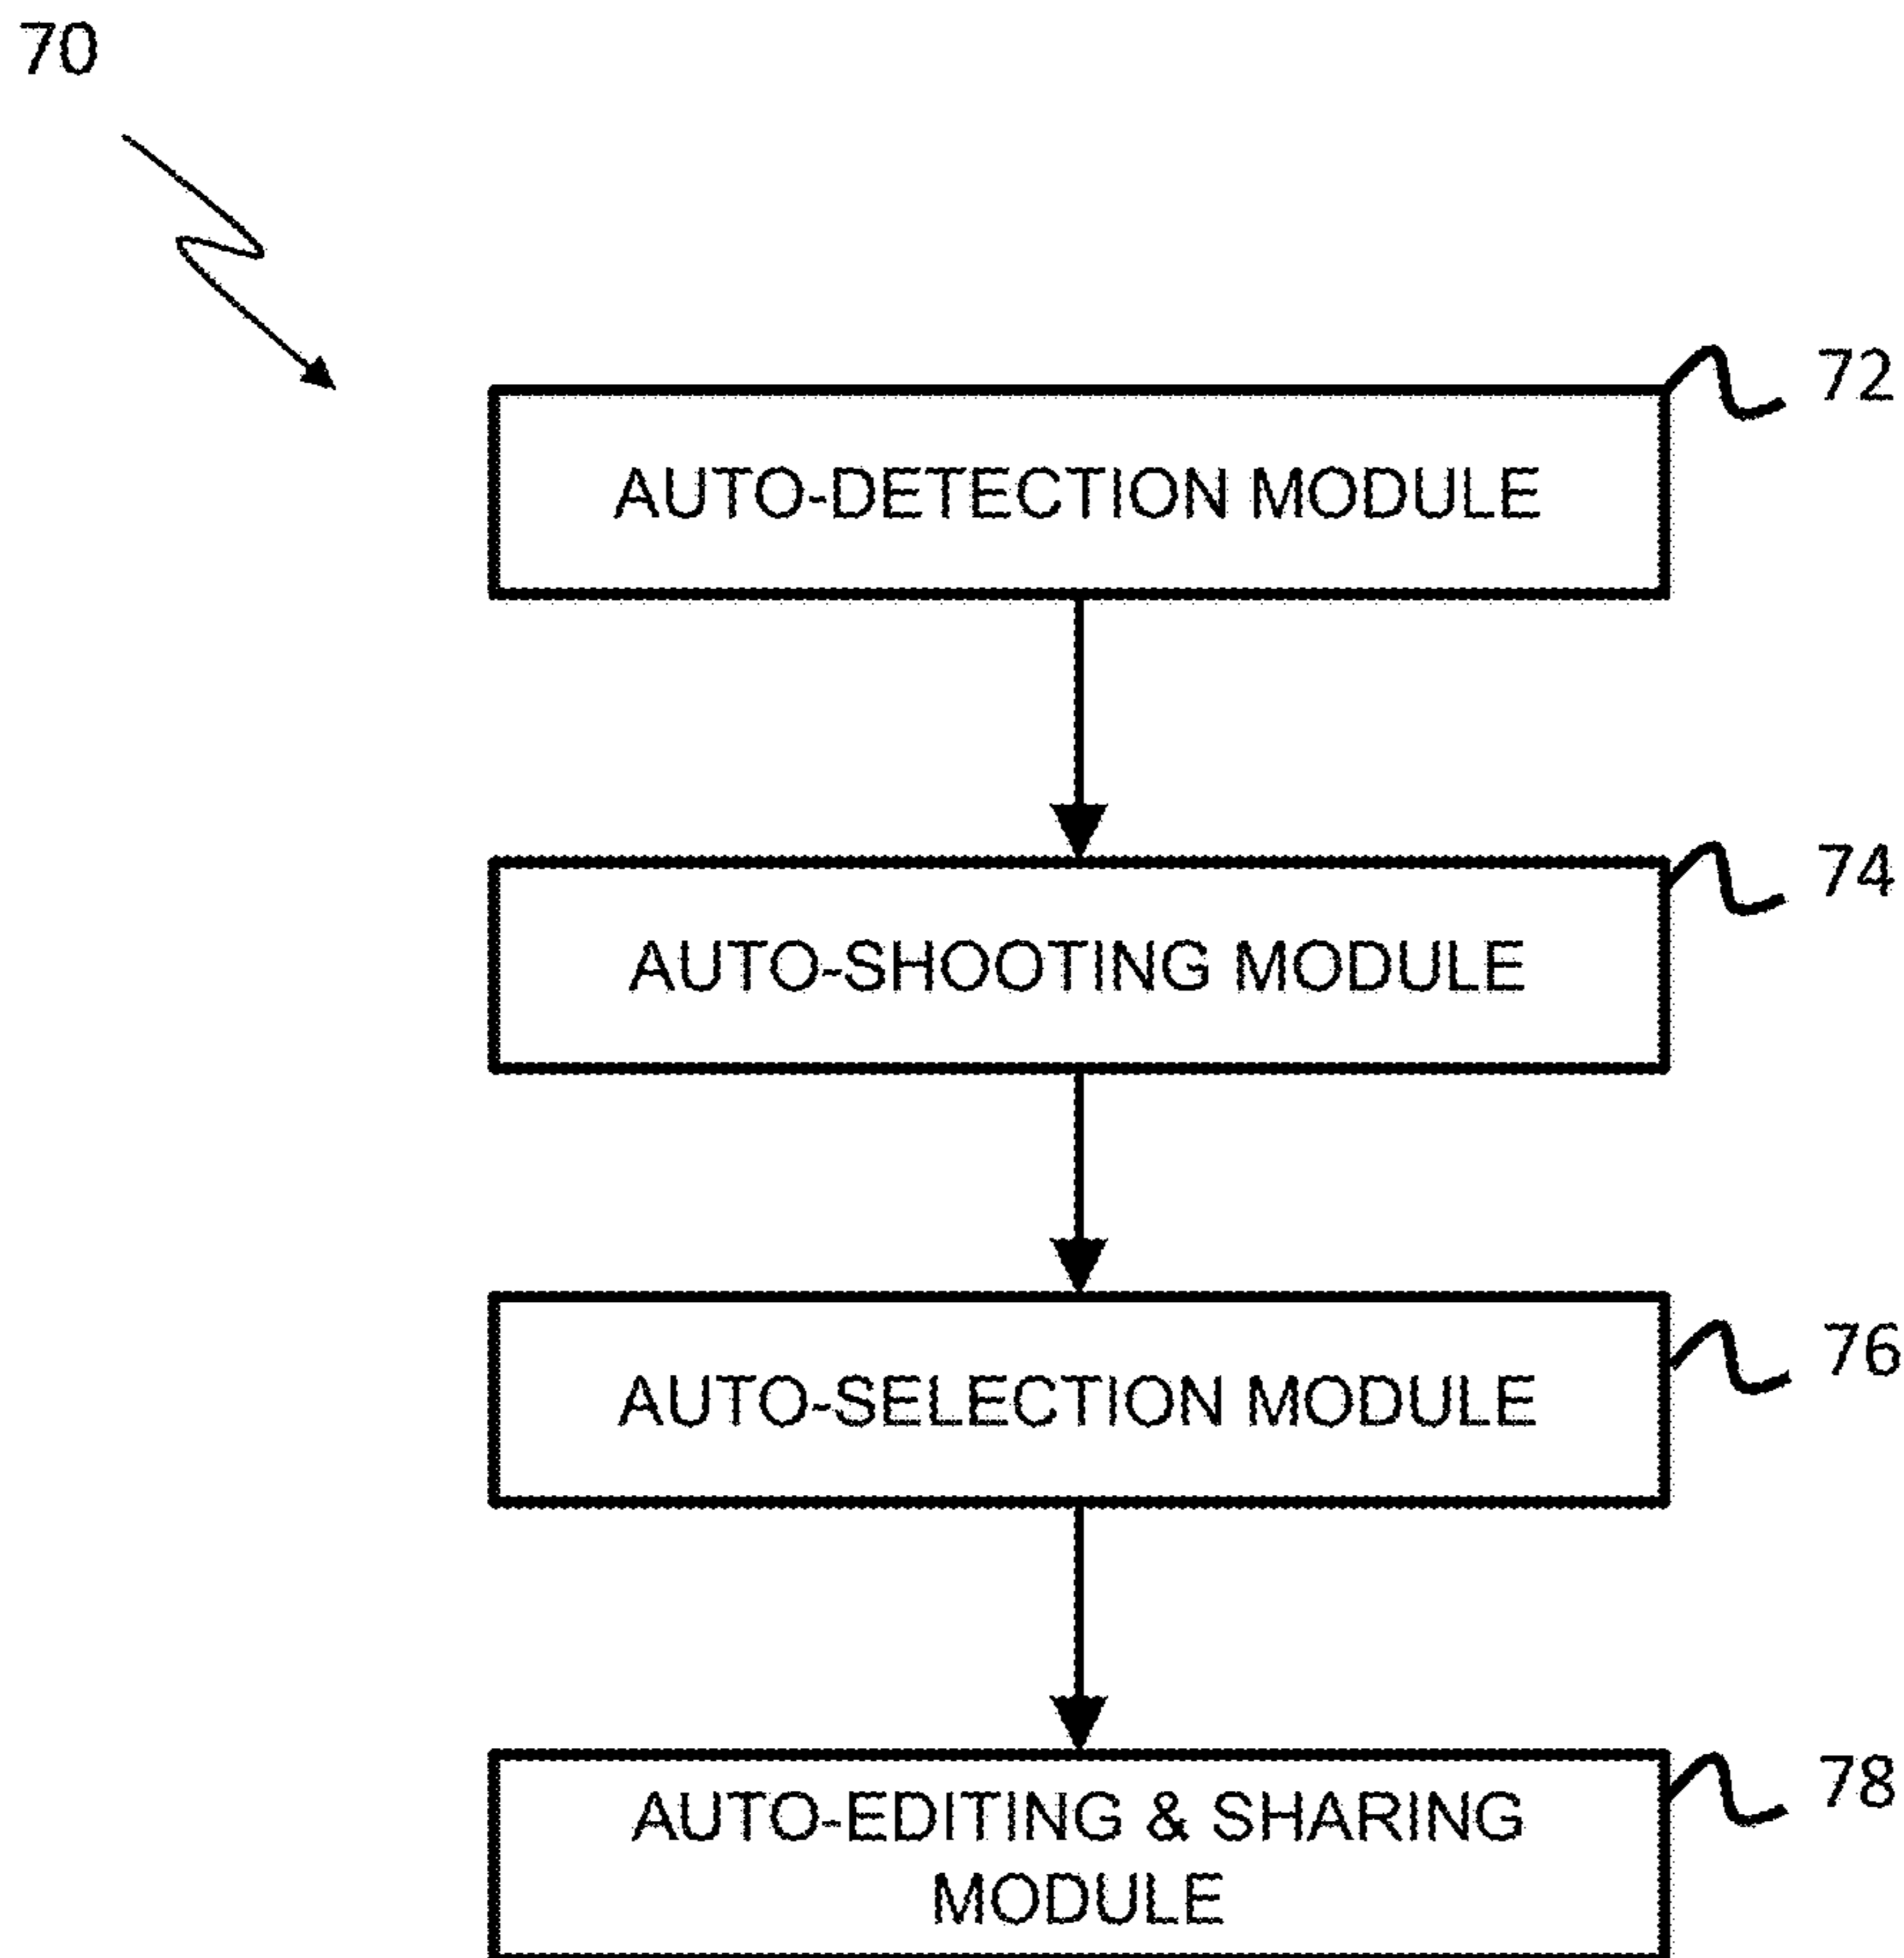 70
72
AUTO-DETECTION MODULE
74
AUTO-SHOOTING MODULE
76
AUTO-SELECTION MODULE
78
AUTO-EDITING & SHARING
MODULE